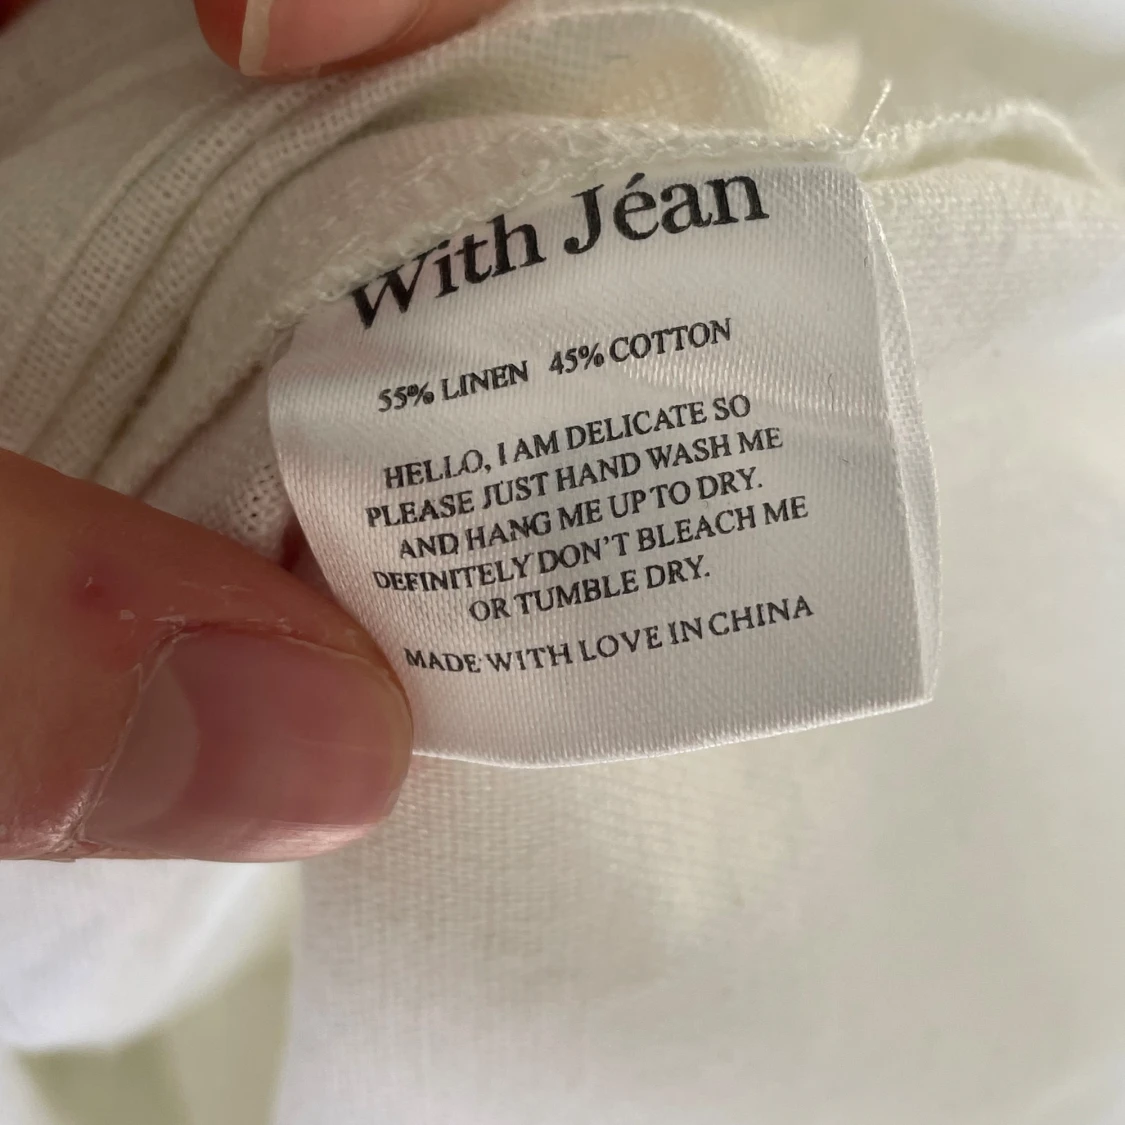 With Jéan
55% LINEN 45% COTTON
HELLO, I AM DELICATE SO
PLEASE JUST HAND WASH ME
AND HANG ME UP TO DRY.
DEFINITELY DON'T BLEACH ME
OR TUMBLE DRY.
MADE WITH LOVE IN CHINA